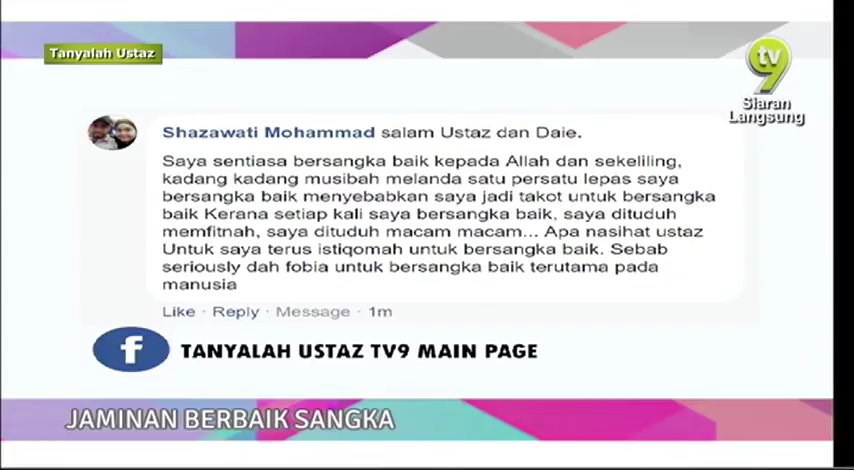 Tanyalah Ustaz
tv
9
Siaran
Langsung
Shazawati Mohammad salam Ustaz dan Daie.
Saya sentiasa bersangka baik kepada Allah dan sekeliling,
kadang kadang musibah melanda satu persatu lepas saya
bersangka baik menyebabkan saya jadi takot untuk bersangka
baik Kerana setiap kali saya bersangka baik, saya dituduh
memfitnah, saya dituduh macam macam... Apa nasihat ustaz
Untuk saya terus istiqomah untuk bersangka baik. Sebab
seriously dah fobia untuk bersangka baik terutama pada
manusia
Like · Reply · Message · 1m
f TANYALAH USTAZ TV9 MAIN PAGE
JAMINAN BERBAIK SANGKA